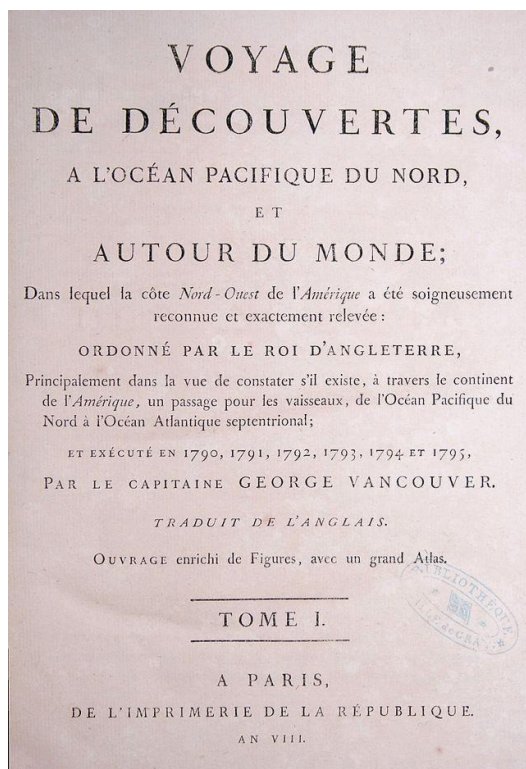 VOYAGE
DE DÉCOUVERTES,
A L'OCÉAN PACIFIQUE DU NORD,
ET
AUTOUR DU MONDE;
Dans lequel la côte Nord-Ouest de l'Amérique a été soigneusement
reconnue et exactement relevée :
ORDONNÉ PAR LE ROI D'ANGLETERRE,
Principalement dans la vue de constater s'il existe, à travers le continent
de l'Amérique, un passage pour les vaisseaux, de l'Océan Pacifique du
Nord à l'Océan Atlantique septentrional;
ET EXÉCUTÉ EN 1790, 1791, 1792, 1793, 1794 ET 1795,
PAR LE CAPITAINE GEORGE VANCOUVER.
TRADUIT DE L'ANGLAIS.
OUVRAGE enrichi de Figures, avec un grand Atlas.
BIBLIOTHÈQUE
TOME I.
A PARIS,
DE L'IMPRIMERIE DE LA RÉPUBLIQUE.
AN VIII.